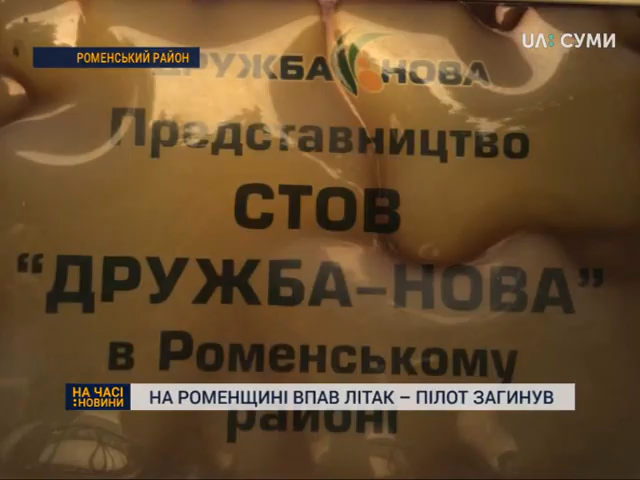 РОМЕНСЬКИЙ РАЙОН
UA: СУМИ
ДРУЖБА НОВА
Представництво
СТОВ
“ДРУЖБА-НОВА”
в Роменському
районі
НА ЧАСІ
:НОВИНИ
НА РОМЕНЩИНІ ВПАВ ЛІТАК – ПІЛОТ ЗАГИНУВ